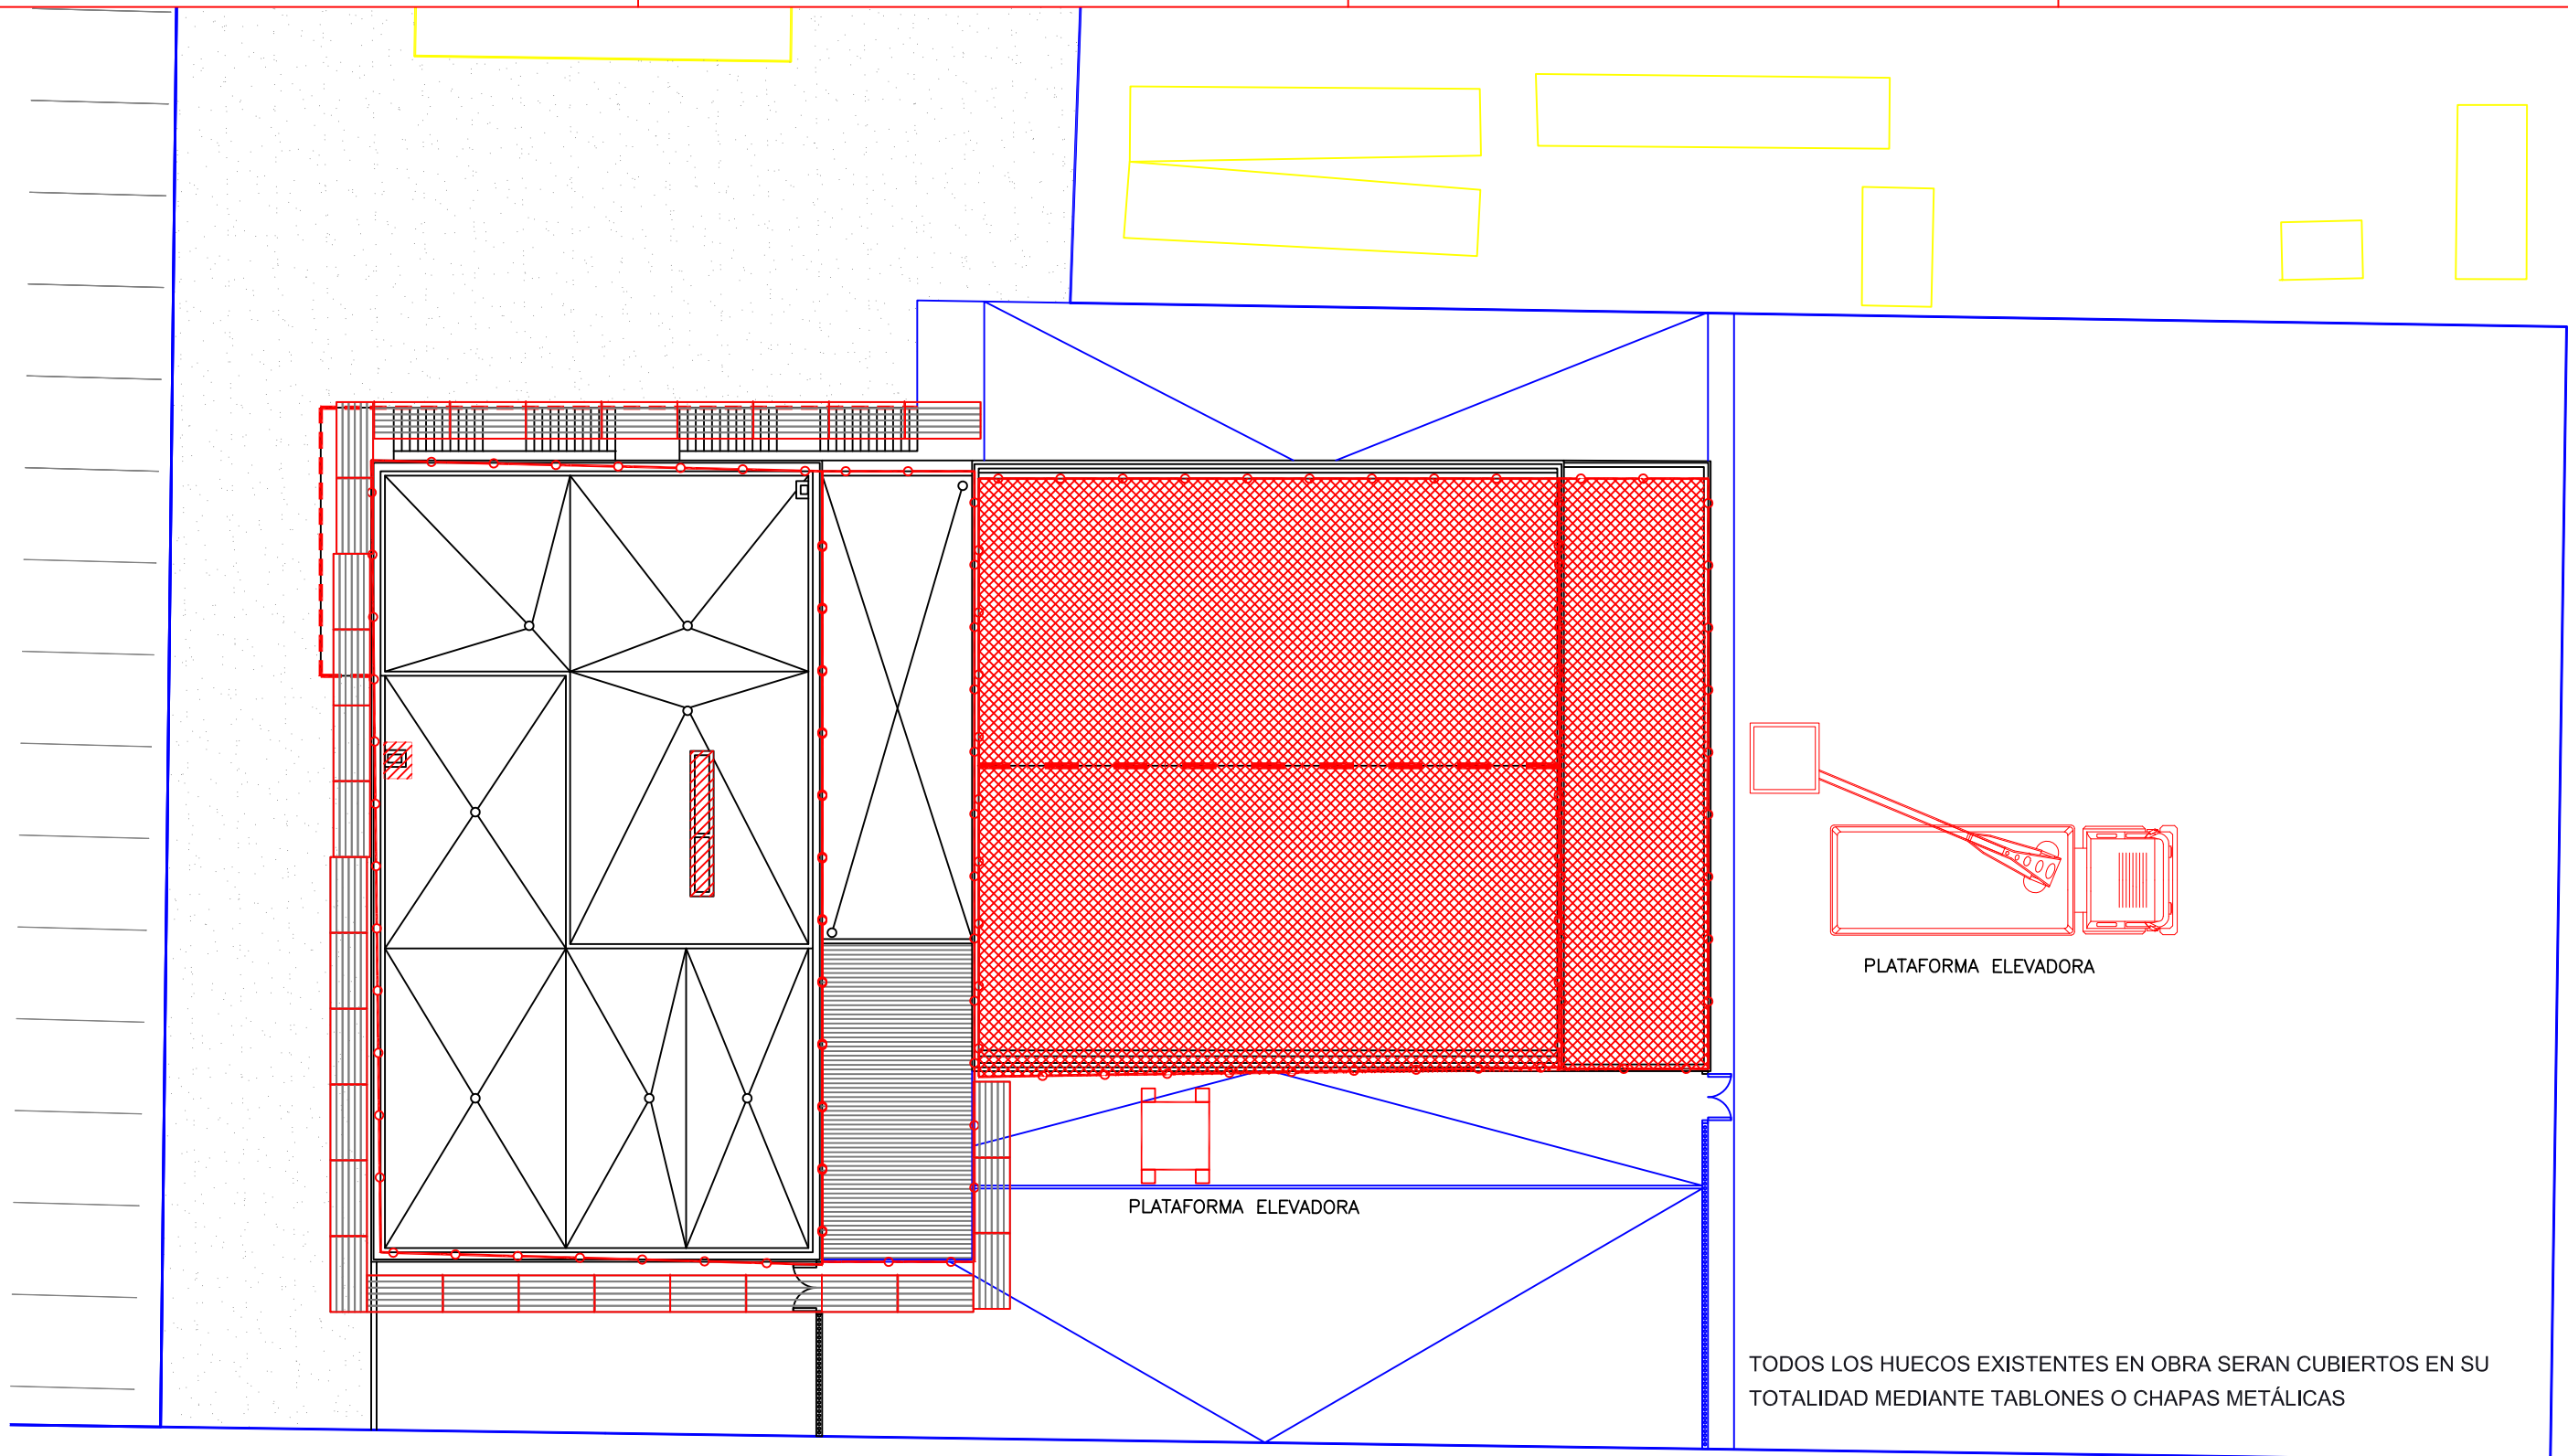 PLATAFORMA ELEVADORA
PLATAFORMA ELEVADORA
TODOS LOS HUECOS EXISTENTES EN OBRA SERAN CUBIERTOS EN SU
TOTALIDAD MEDIANTE TABLONES O CHAPAS METÁLICAS